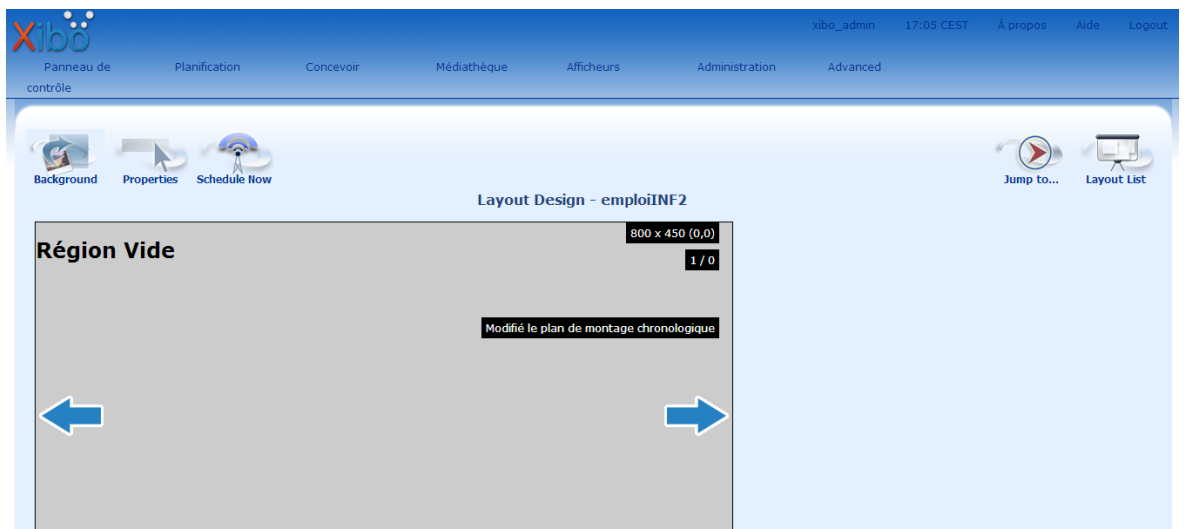 Xibo
xibo_admin 17:05 CEST À propos Aide Logout
Panneau de contrôle Planification Concevoir Médiathèque Afficheurs Administration Advanced
Background Properties Schedule Now Jump to... Layout List
Layout Design - emploiINF2
800 x 450 (0,0)
Région Vide
1 / 0
Modifié le plan de montage chronologique